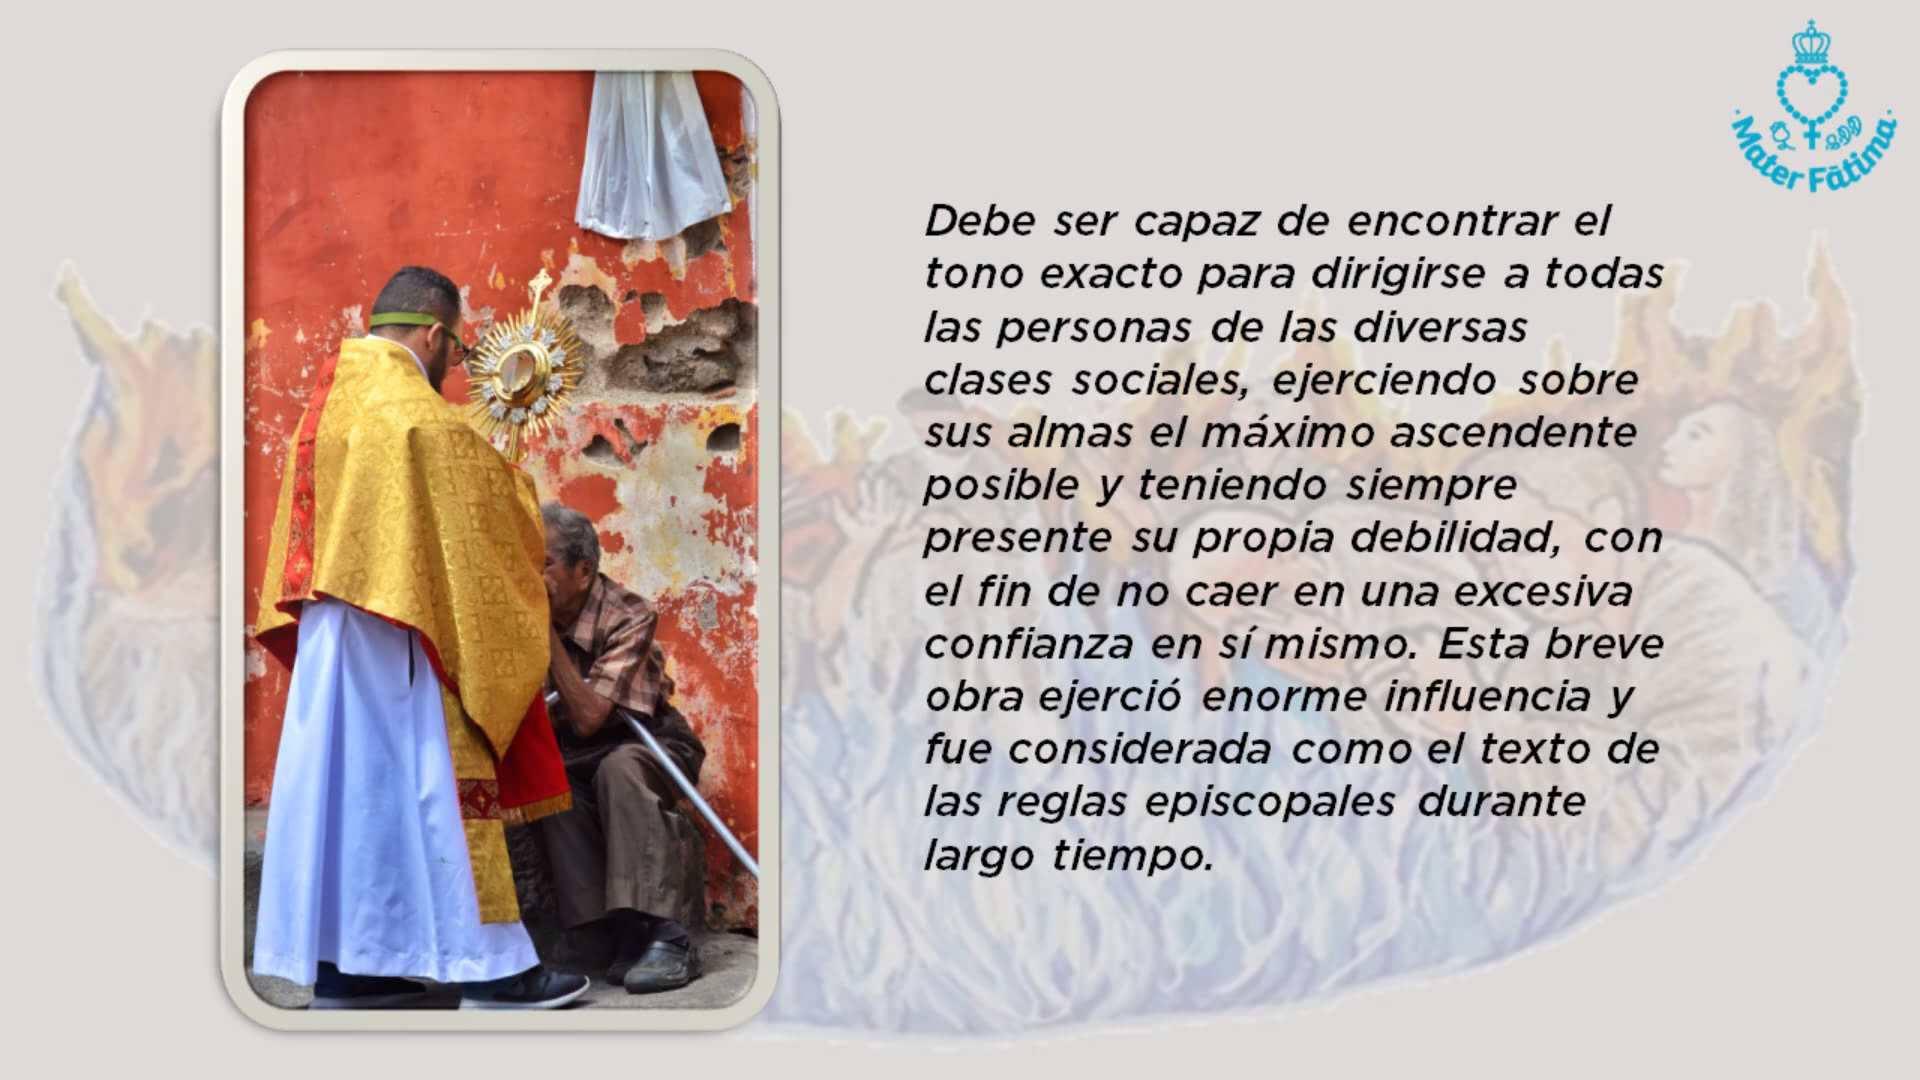 Mater Fãtima
Debe ser capaz de encontrar el
tono exacto para dirigirse a todas
las personas de las diversas
clases sociales, ejerciendo sobre
sus almas el máximo ascendente
posible y teniendo siempre
presente su propia debilidad, con
el fin de no caer en una excesiva
confianza en sí mismo. Esta breve
obra ejerció enorme influencia y
fue considerada como el texto de
las reglas episcopales durante
largo tiempo.